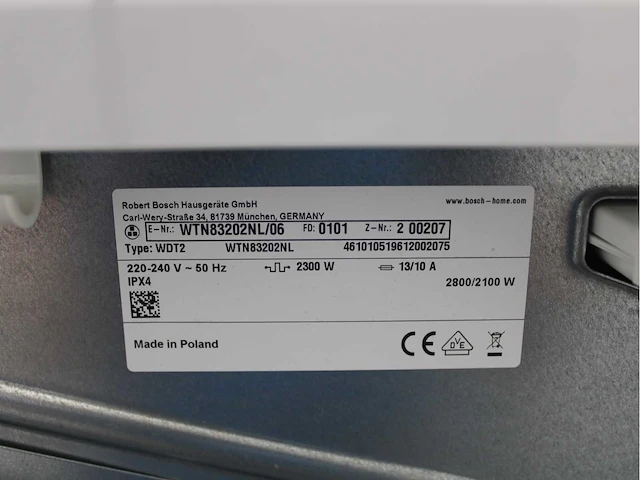 Robert Bosch Hausgeräte GmbH www.bosch-home.com
Carl-Wery-Straße 34, 81739 München, GERMANY
E-Nr.: WTN83202NL/06 FD: 0101 Z-Nr.: 2 00207
Type: WDT2 WTN83202NL 461010519612002075
220-240 V ~ 50 Hz 2300 W 13/10 A
IPX4 2800/2100 W
Made in Poland CE DVE